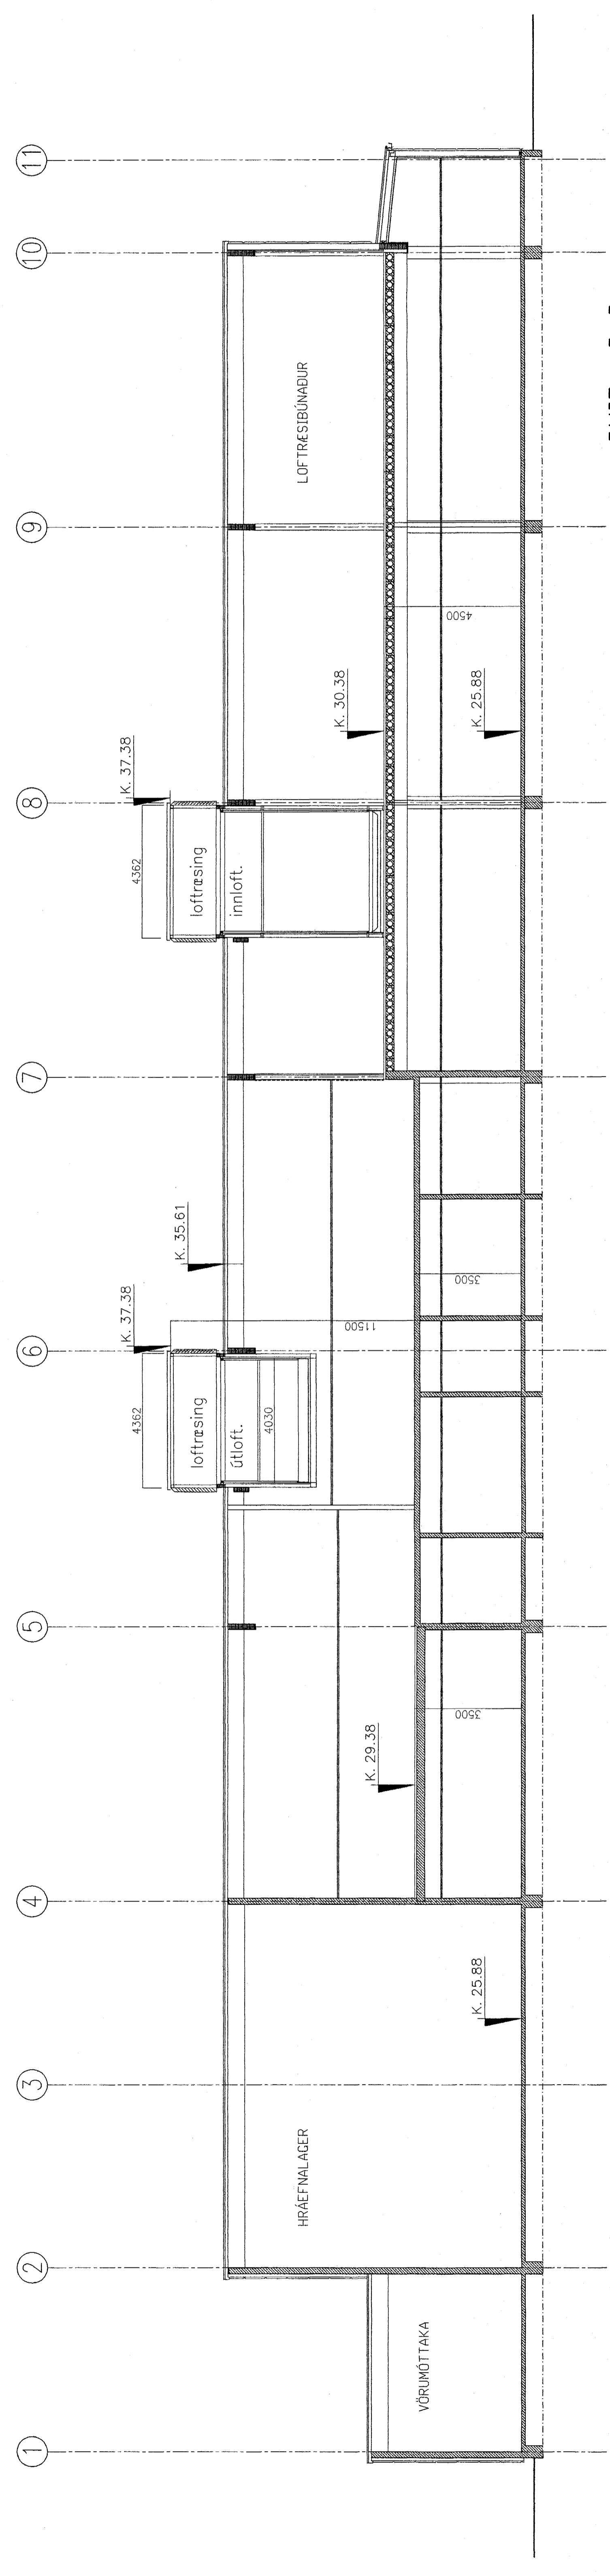 1
2
3
4
5
6
7
8
9
10
11
K. 37.38
K. 37.38
4362
4362
K. 35.61
loftræsing
útloft.
4030
loftræsing
innloft.
11500
LOFTRÆSIBÚNAÐUR
HRÁEFNALAGER
K. 30.38
K. 29.38
VÖRUMÓTTAKA
3500
3500
4500
K. 25.88
K. 25.88